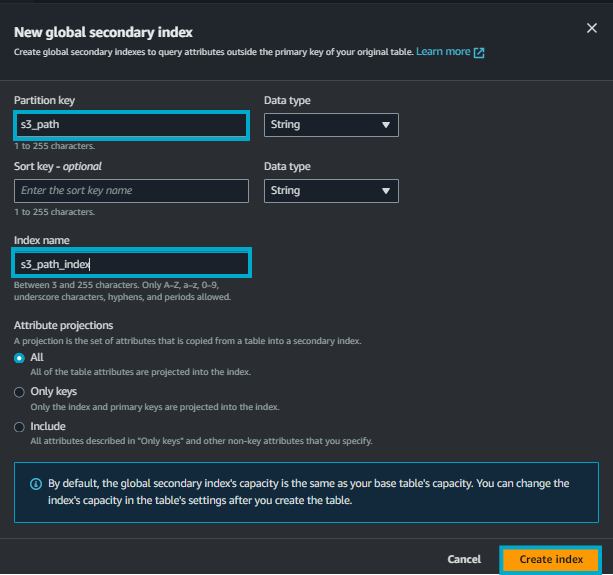 New global secondary index
Create global secondary indexes to query attributes outside the primary key of your original table. Learn more
Partition key
Data type
s3_path
String
1 to 255 characters.
Sort key - optional
Data type
Enter the sort key name
String
1 to 255 characters.
Index name
s3_path_index
Between 3 and 255 characters. Only A–Z, a–z, 0–9,
underscore characters, hyphens, and periods allowed.
Attribute projections
A projection is the set of attributes that is copied from a table into a secondary index.
All
All of the table attributes are projected into the index.
Only keys
Only the index and primary keys are projected into the index.
Include
All attributes described in "Only keys" and other non-key attributes that you specify.
By default, the global secondary index's capacity is the same as your base table's capacity. You can change the
index's capacity in the table's settings after you create the table.
Cancel
Create index